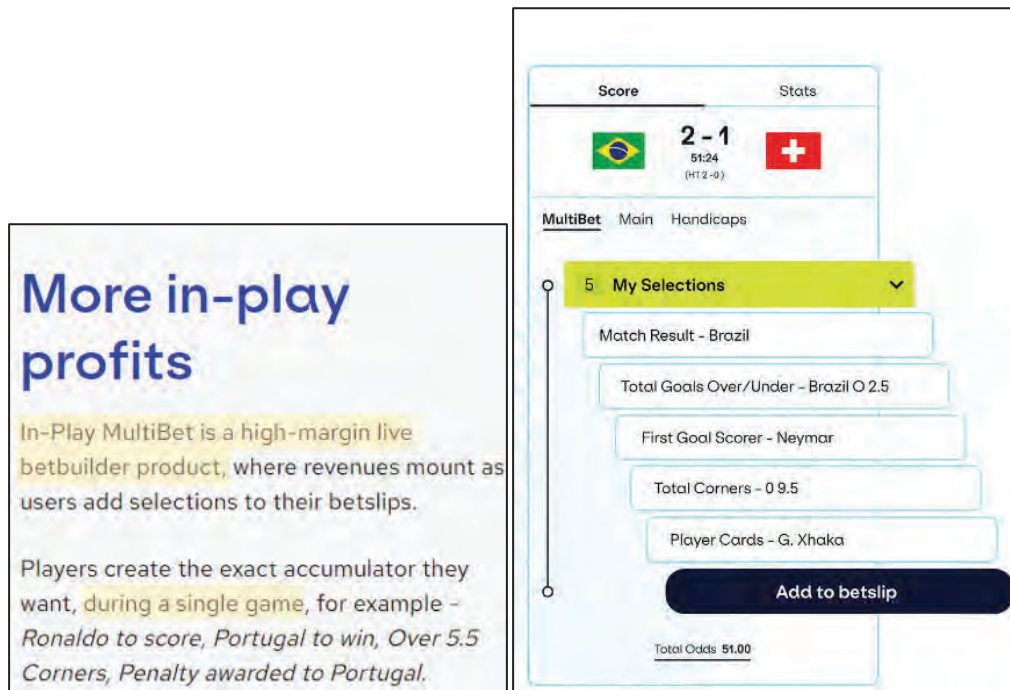 More in-play
profits
In-Play MultiBet is a high-margin live
betbuilder product, where revenues mount as
users add selections to their betslips.
Players create the exact accumulator they
want, during a single game, for example -
Ronaldo to score, Portugal to win, Over 5.5
Corners, Penalty awarded to Portugal.
Score Stats
2 - 1
51:24
(HT 2 -0 )
MultiBet Main Handicaps
5 My Selections
Match Result - Brazil
Total Goals Over/Under - Brazil O 2.5
First Goal Scorer - Neymar
Total Corners - 0 9.5
Player Cards - G. Xhaka
Add to betslip
Total Odds 51.00